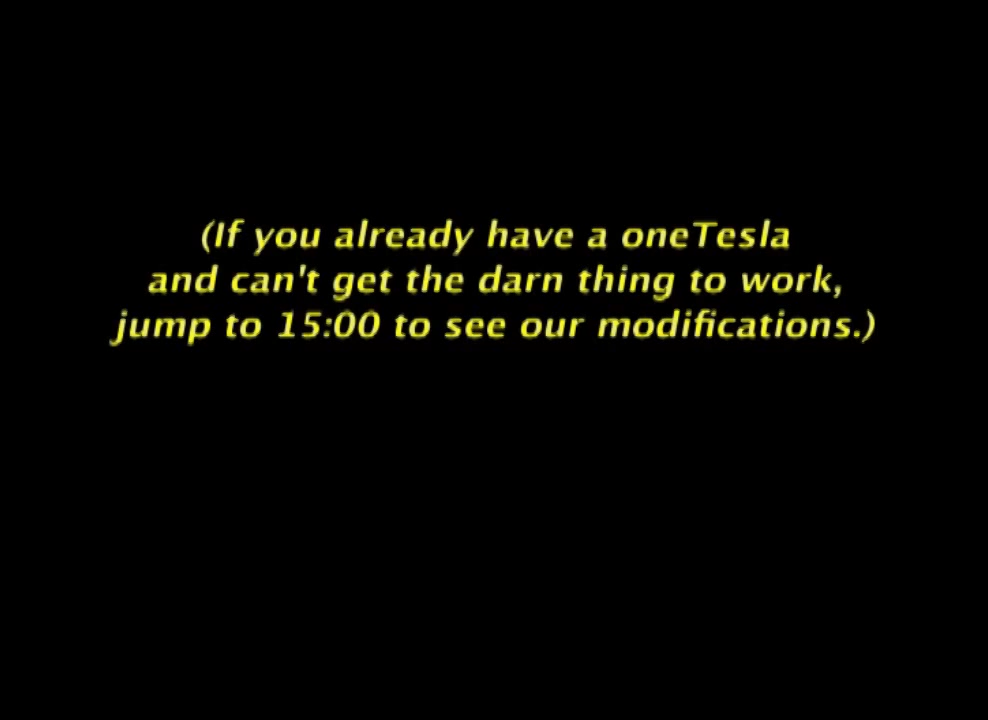 (If you already have a oneTesla
and can't get the darn thing to work,
jump to 15:00 to see our modifications.)